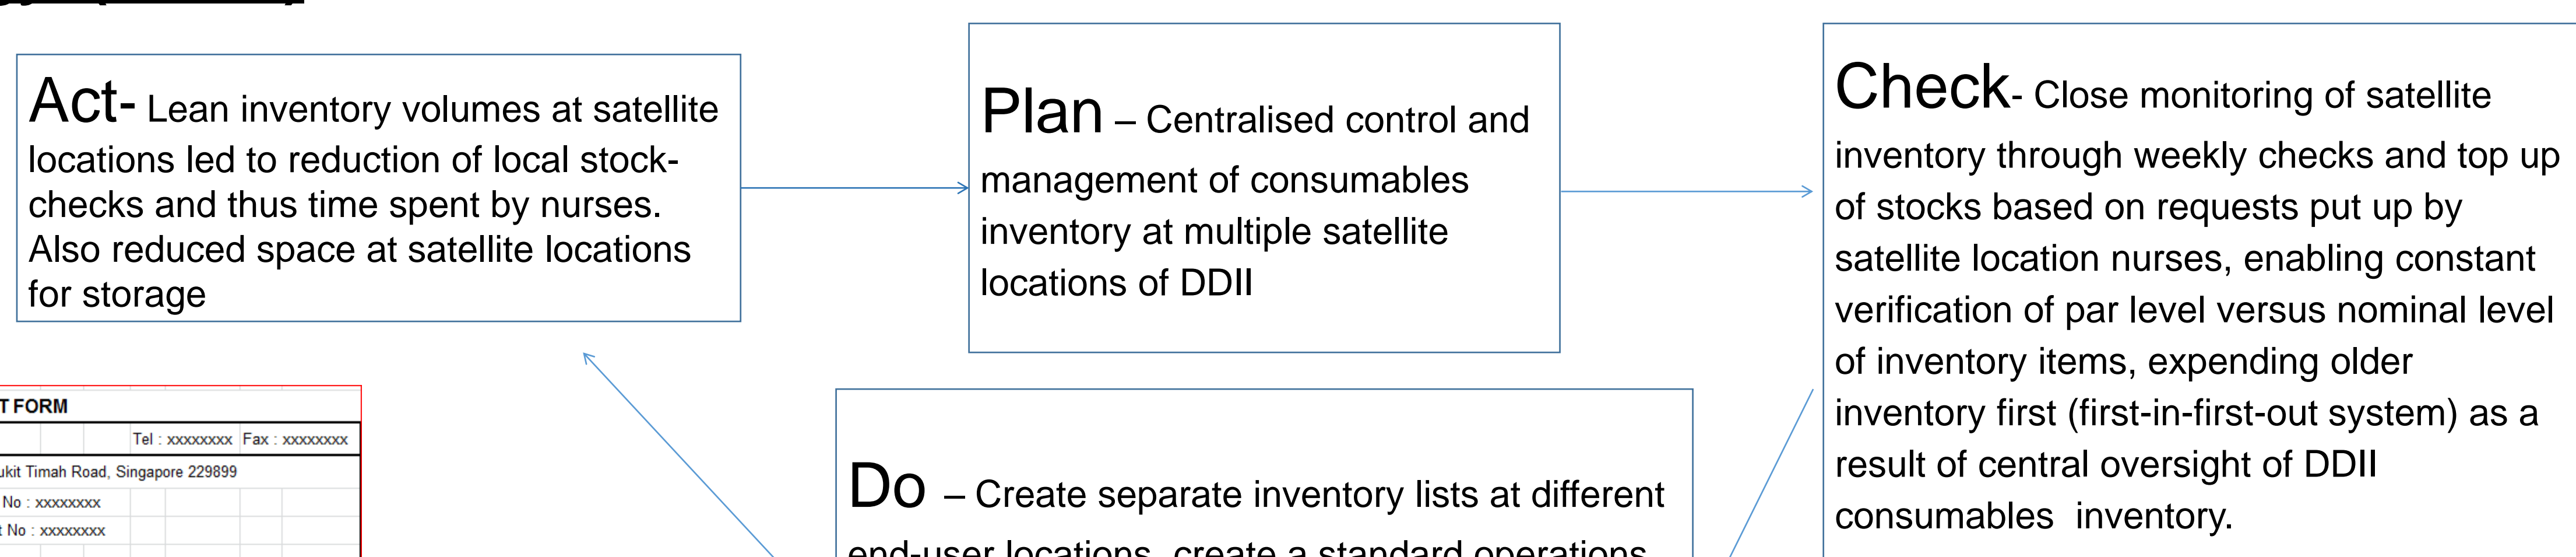 Act- Lean inventory volumes at satellite
locations led to reduction of local stock-
checks and thus time spent by nurses.
Also reduced space at satellite locations
for storage
Plan – Centralised control and
management of consumables
inventory at multiple satellite
locations of DDII
Check- Close monitoring of satellite
inventory through weekly checks and top up
of stocks based on requests put up by
satellite location nurses, enabling constant
verification of par level versus nominal level
of inventory items, expending older
inventory first (first-in-first-out system) as a
result of central oversight of DDII
consumables inventory.
T FORM
Tel : xxxxxxxx Fax : xxxxxxxx
ukit Timah Road, Singapore 229899
No : xxxxxxxx
t No : xxxxxxxx
Do – Create separate inventory lists at different
end-user locations, create a standard operations